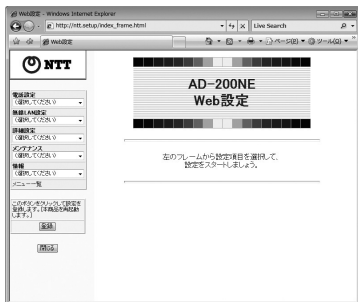 Web設定 - Windows Internet Explorer
http://ntt.setup/index_frame.html
Live Search
Web設定
ページ(P)
ツール(O)
NTT
電話設定
(選択してください)
無線LAN設定
(選択してください)
詳細設定
(選択してください)
メンテナンス
(選択してください)
情報
(選択してください)
メニュー一覧
このボタンをクリックして設定を
登録します。[本商品を再起動
します。]
登録
閉じる
AD-200NE
Web設定
左のフレームから設定項目を選択して、
設定をスタートしましょう。